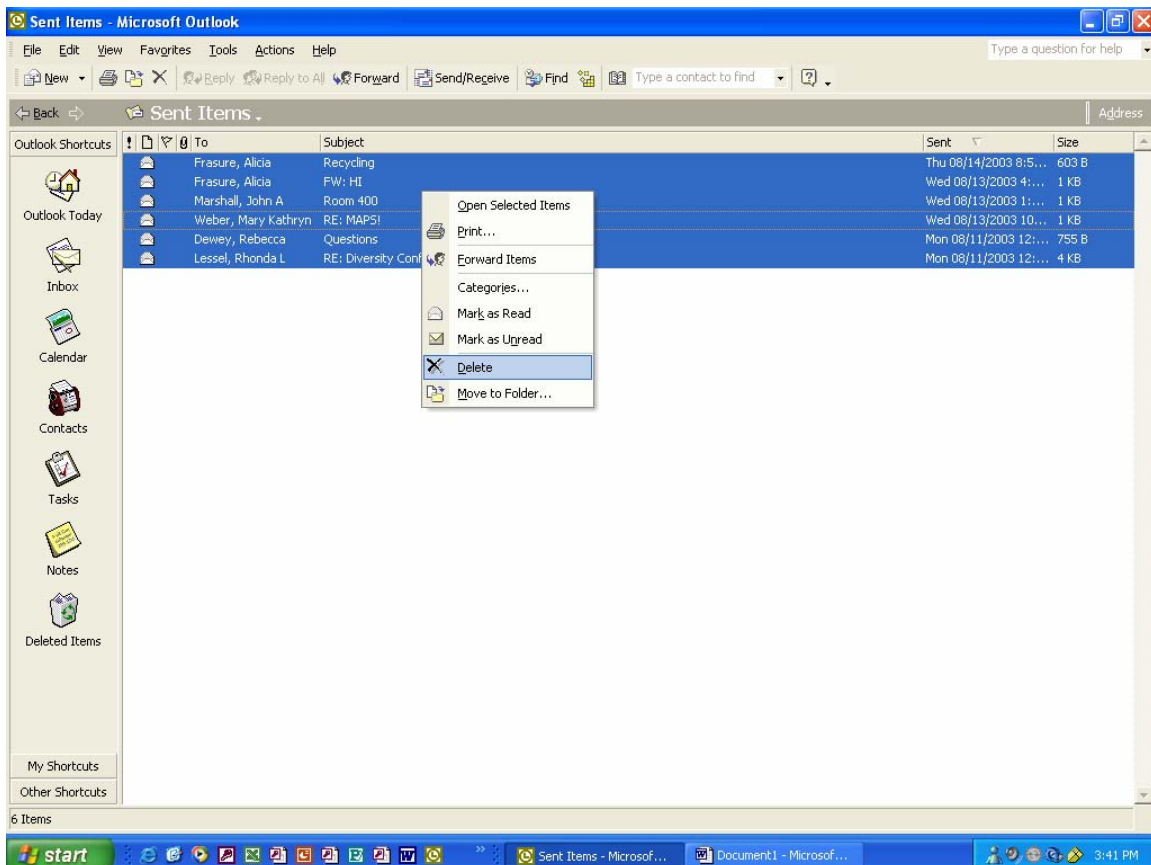 Sent Items - Microsoft Outlook
File Edit View Favorites Tools Actions Help Type a question for help
New Reply Reply to All Forward Send/Receive Find Type a contact to find
Back Sent Items Address
Outlook Shortcuts
Outlook Today
Inbox
Calendar
Contacts
Tasks
Notes
Deleted Items
My Shortcuts
Other Shortcuts
! To Subject Sent Size
Frasure, Alicia Recycling Thu 08/14/2003 8:5... 603 B
Frasure, Alicia FW: HI Wed 08/13/2003 4:... 1 KB
Marshall, John A Room 400 Wed 08/13/2003 1:... 1 KB
Weber, Mary Kathryn RE: MAPS! Wed 08/13/2003 10... 1 KB
Dewey, Rebecca Questions Mon 08/11/2003 12:... 755 B
Lessel, Rhonda L RE: Diversity Conf Mon 08/11/2003 12:... 4 KB
Open Selected Items
Print...
Forward Items
Categories...
Mark as Read
Mark as Unread
Delete
Move to Folder...
6 Items
start Sent Items - Microsof... Document1 - Microsof... 3:41 PM